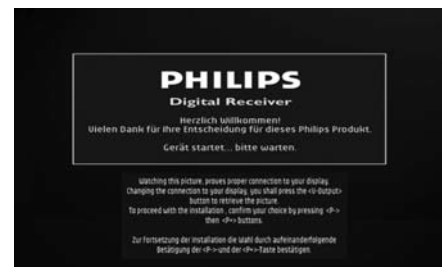 PHILIPS
Digital Receiver
Herzlich Willkommen!
Vielen Dank für Ihre Entscheidung für dieses Philips Produkt.
Gerät startet... bitte warten.
Watching this picture, proves proper connection to your display.
Changing the connection to your display, you shall press the <V-Output>
button to retrieve the picture.
To proceed with the installation , confirm your choice by pressing <P->
then <P+> buttons.
Zur Fortsetzung der Installation die Wahl durch aufeinanderfolgende
Betätigung der <P->-und der <P+>-Taste bestätigen.